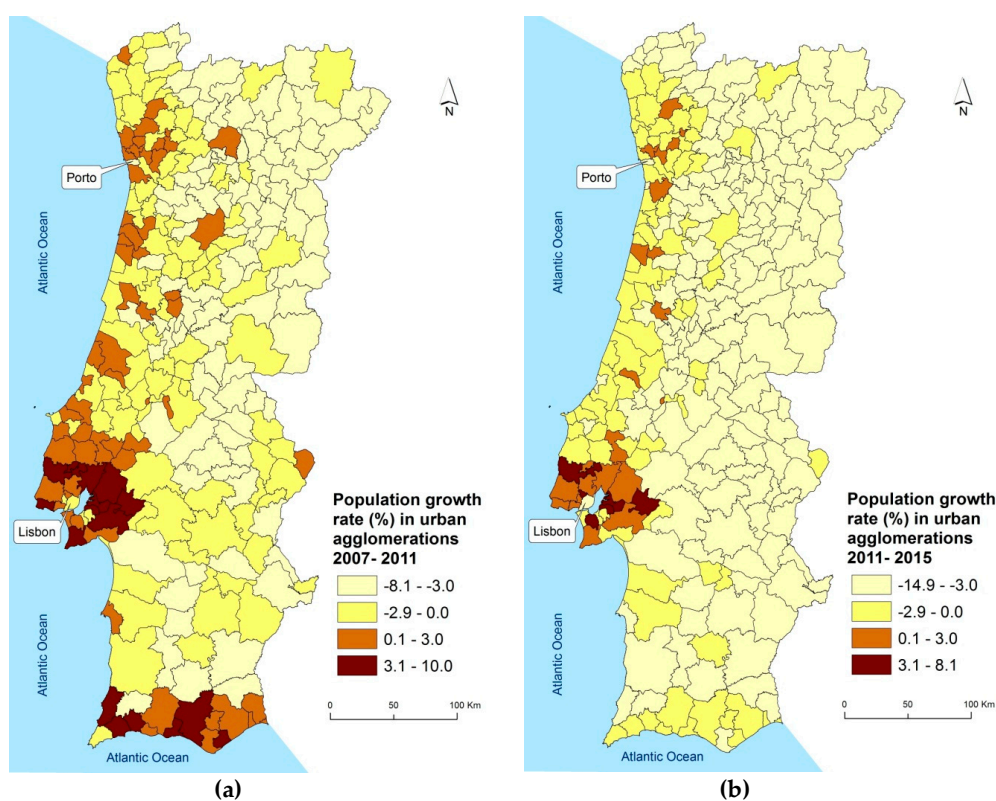 N
Porto
Atlantic Ocean
Lisbon
Population growth
rate (%) in urban
agglomerations
2007- 2011
-8.1 - -3.0
-2.9 - 0.0
0.1 - 3.0
3.1 - 10.0
Atlantic Ocean
0 50 100 Km
Atlantic Ocean
(a)
N
Porto
Atlantic Ocean
Lisbon
Population growth
rate (%) in urban
agglomerations
2011- 2015
-14.9 - -3.0
-2.9 - 0.0
0.1 - 3.0
3.1 - 8.1
Atlantic Ocean
0 50 100 Km
Atlantic Ocean
(b)